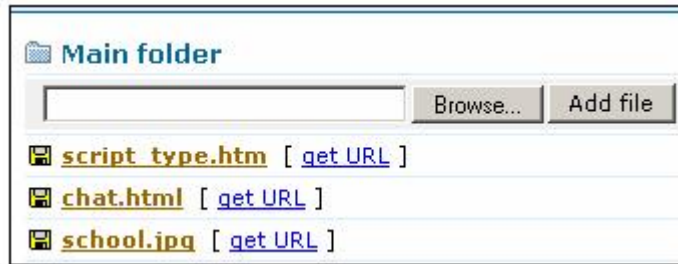 Main folder
Browse... Add file
script_type.htm [ get URL ]
chat.html [ get URL ]
school.jpg [ get URL ]